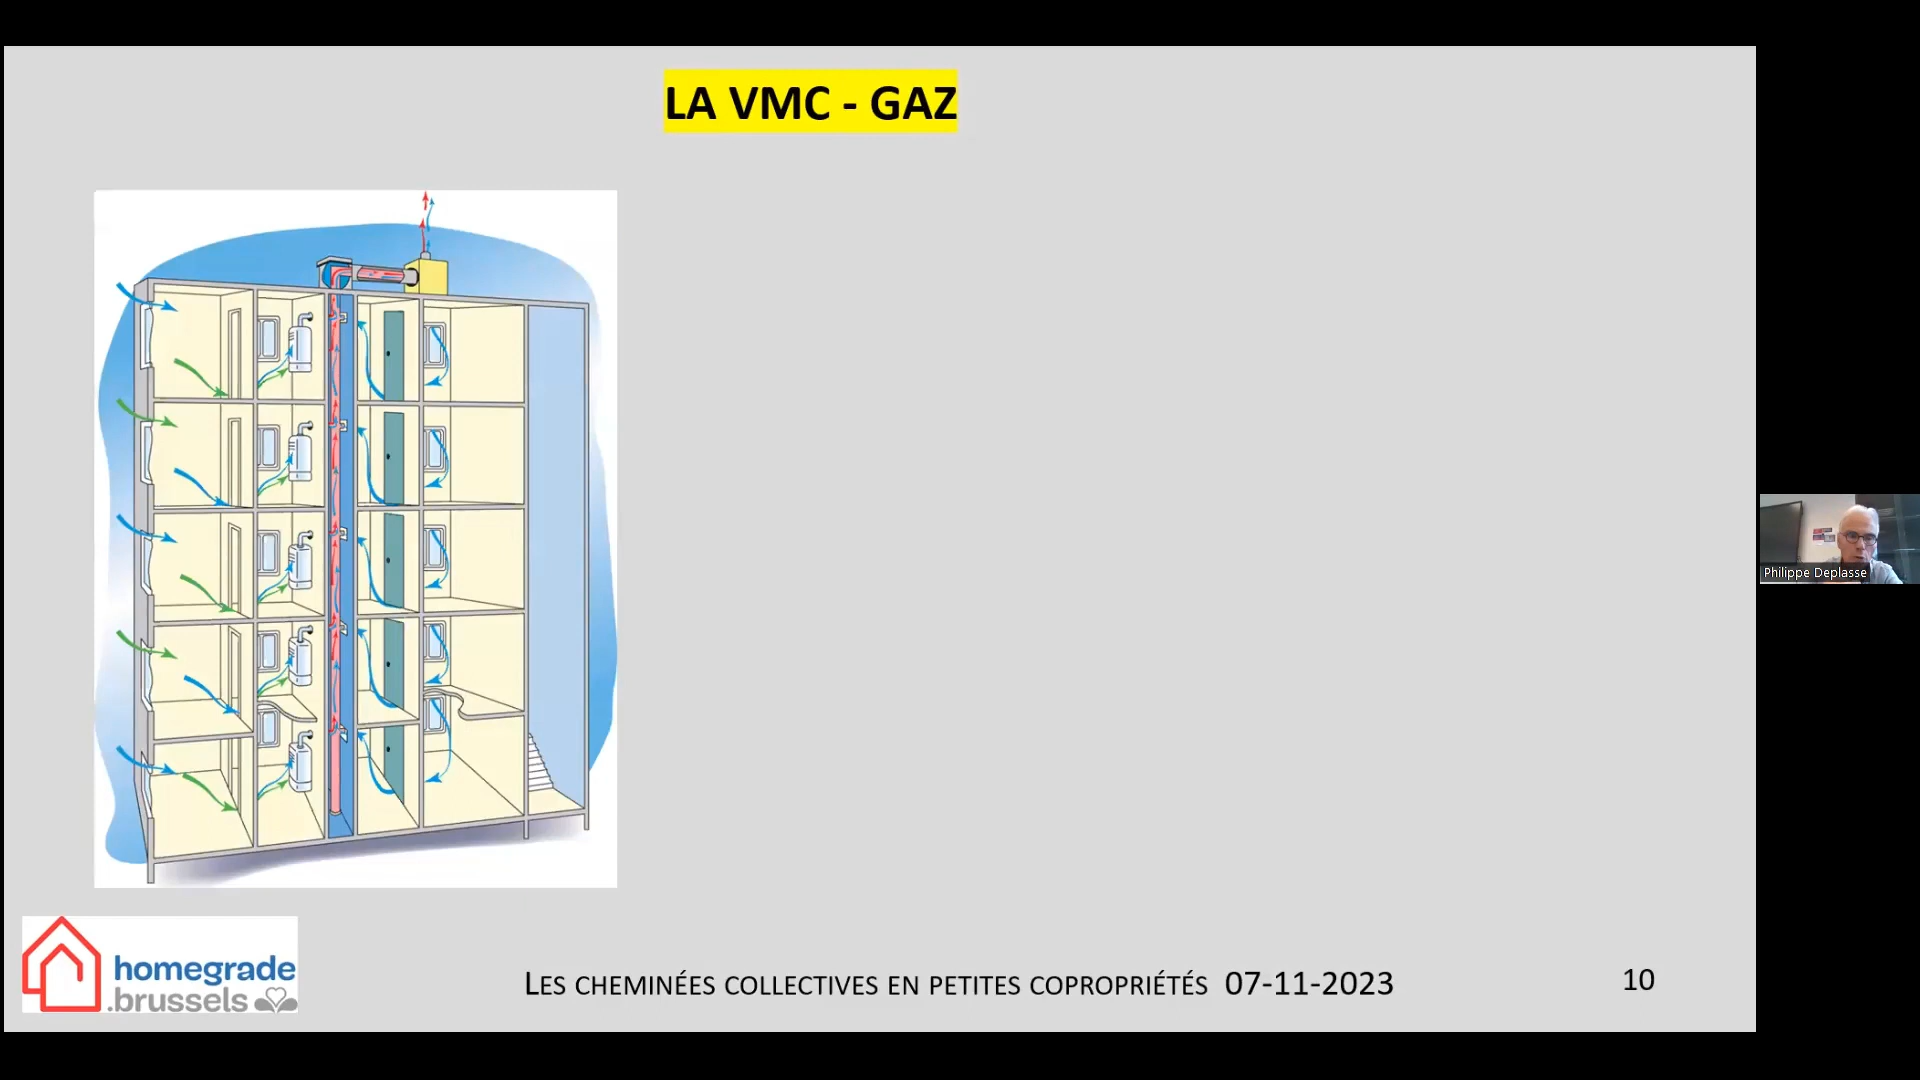 LA VMC - GAZ
Philippe Deplasse
homegrade
.brussels
LES CHEMINÉES COLLECTIVES EN PETITES COPROPRIÉTÉS 07-11-2023
10